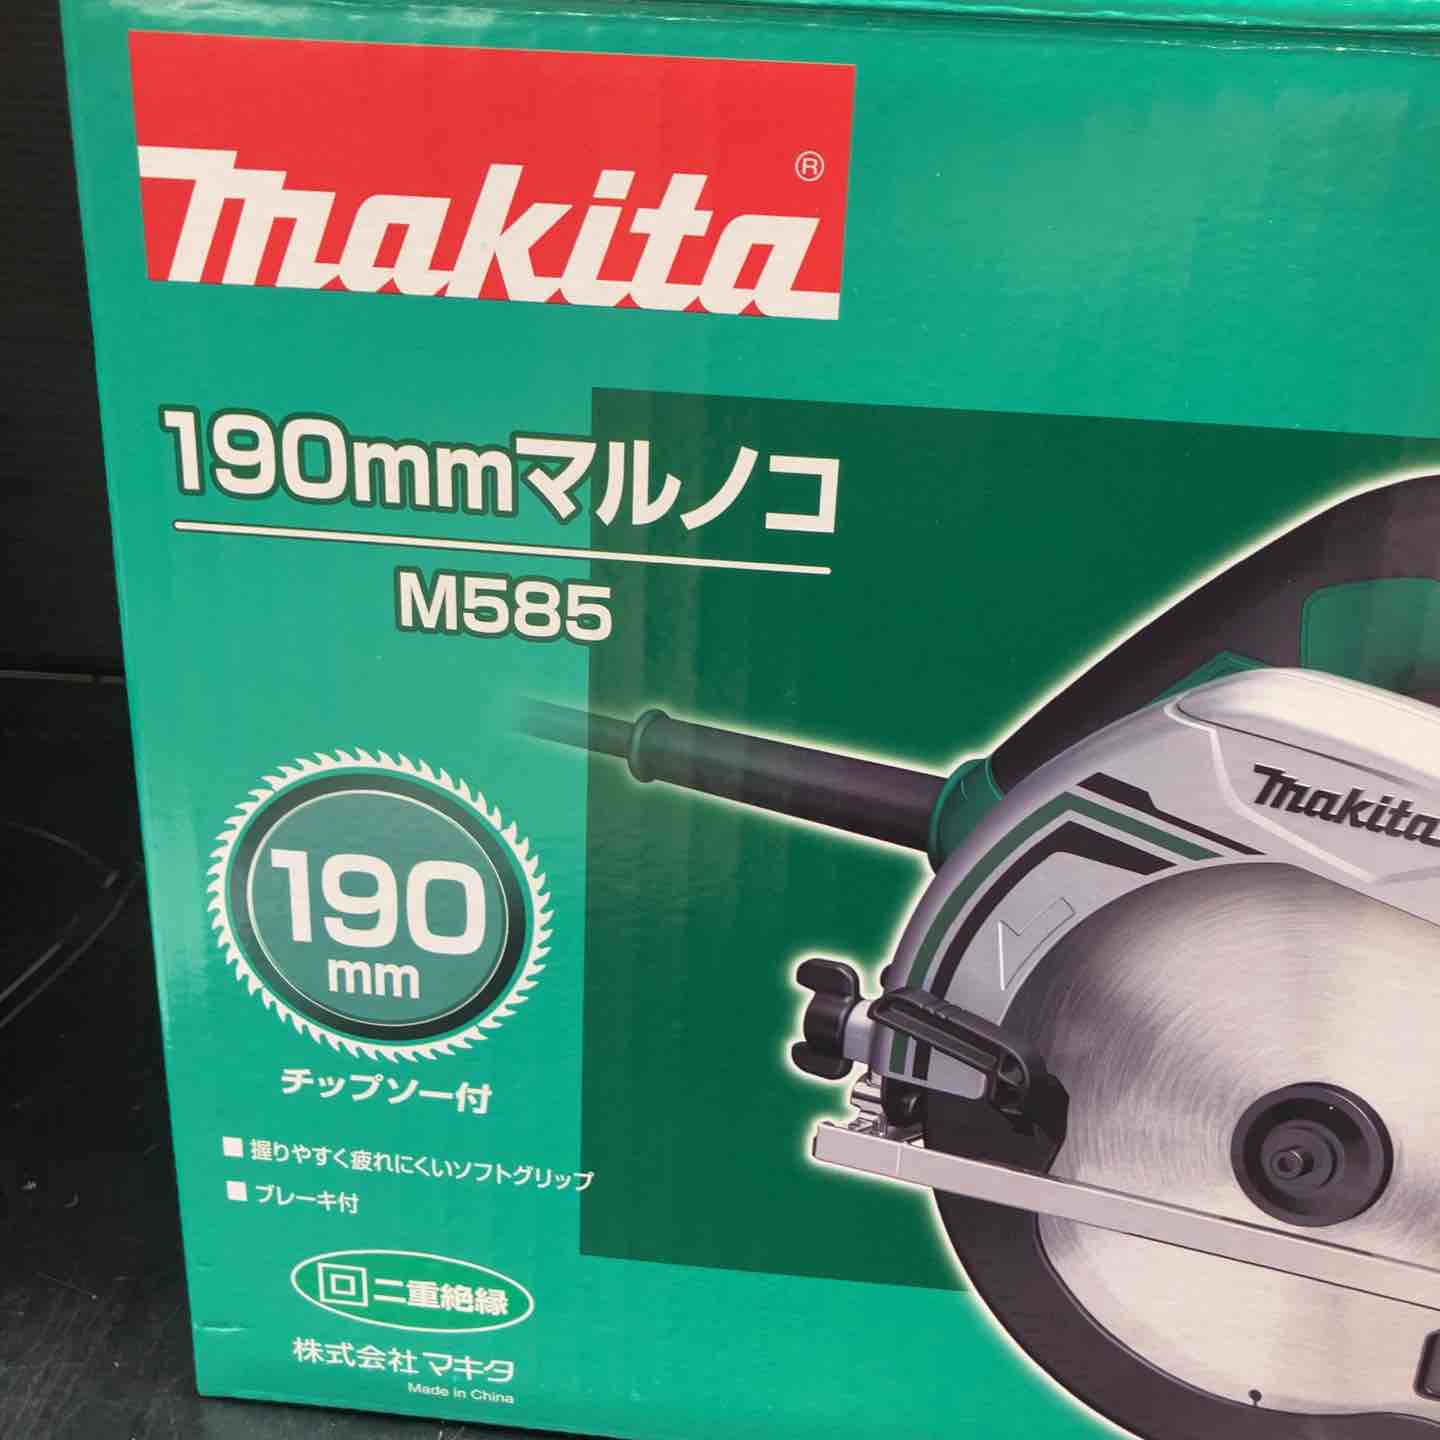 makita®
190mmマルノコ
M585
makita
190
mm
チップソー付
■ 握りやすく疲れにくいソフトグリップ
■ ブレーキ付
回 二重絶縁
株式会社マキタ
Made in China